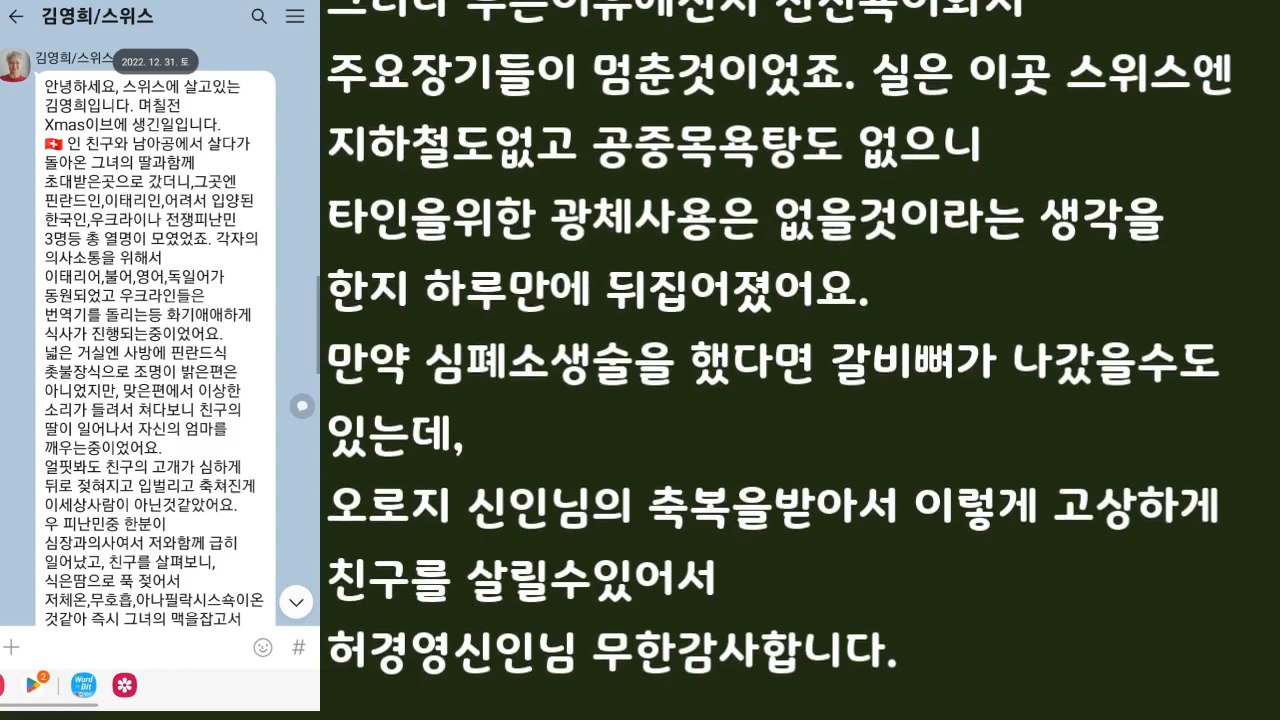 김영희/스위스
김영희/스위스
2022. 12. 31. 토
안녕하세요, 스위스에 살고있는
김영희입니다. 며칠전
Xmas이브에 생긴일입니다.
🇨🇭 인 친구와 남아공에서 살다가
돌아온 그녀의 딸과함께
초대받은곳으로 갔더니,그곳엔
핀란드인,이태리인,어려서 입양된
한국인,우크라이나 전쟁피난민
3명등 총 열명이 모였었죠. 각자의
의사소통을 위해서
이태리어,불어,영어,독일어가
동원되었고 우크라인들은
번역기를 돌리는등 화기애애하게
식사가 진행되는중이었어요.
넓은 거실엔 사방에 핀란드식
촛불장식으로 조명이 밝은편은
아니었지만, 맞은편에서 이상한
소리가 들려서 쳐다보니 친구의
딸이 일어나서 자신의 엄마를
깨우는중이었어요.
얼핏봐도 친구의 고개가 심하게
뒤로 젖혀지고 입벌리고 축쳐진게
이세상사람이 아닌것같았어요.
우 피난민중 한분이
심장과의사여서 저와함께 급히
일어났고, 친구를 살펴보니,
식은땀으로 푹 젖어서
저체온,무호흡,아나필락시스쇽이온
것같아 즉시 그녀의 맥을잡고서
#
2
Word
Bit
주요장기들이 멈춘것이었죠. 실은 이곳 스위스엔
지하철도없고 공중목욕탕도 없으니
타인을위한 광체사용은 없을것이라는 생각을
한지 하루만에 뒤집어졌어요.
만약 심폐소생술을 했다면 갈비뼈가 나갔을수도
있는데,
오로지 신인님의 축복을받아서 이렇게 고상하게
친구를 살릴수있어서
허경영신인님 무한감사합니다.